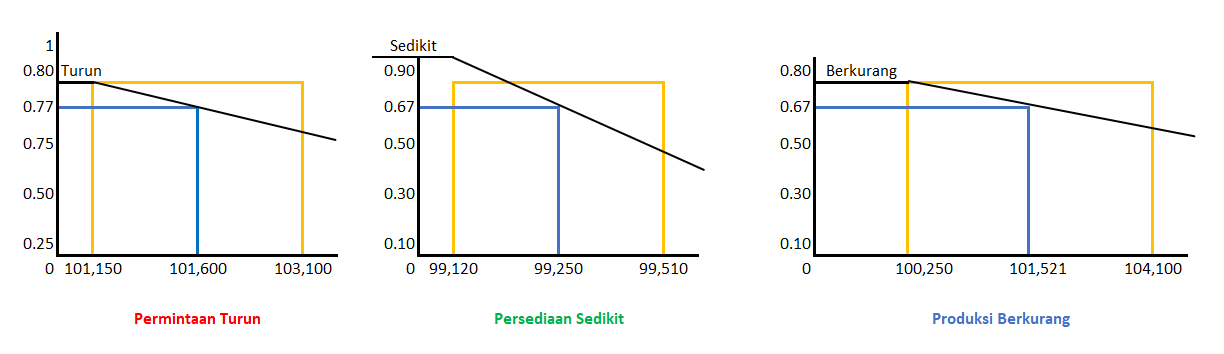 1
0.80
Turun
0.77
0.75
0.50
0.25
0 101,150 101,600 103,100
Permintaan Turun
Sedikit
0.90
0.67
0.50
0.30
0.10
0 99,120 99,250 99,510
Persediaan Sedikit
0.80 Berkurang
0.67
0.50
0.30
0.10
0 100,250 101,521 104,100
Produksi Berkurang